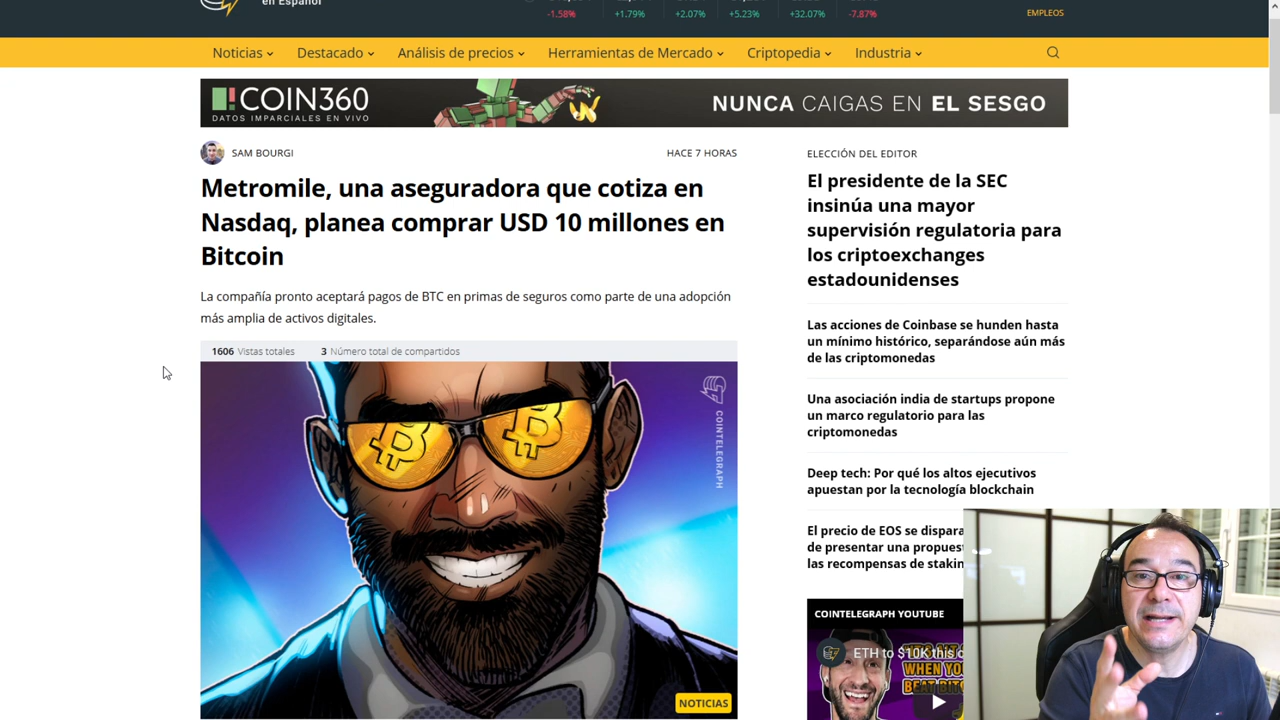 en Español
-1.58%
+1.79%
+2.07%
+5.23%
+32.07%
-7.87%
EMPLEOS
Noticias
Destacado
Análisis de precios
Herramientas de Mercado
Criptopedia
Industria
COIN360
DATOS IMPARCIALES EN VIVO
NUNCA CAIGAS EN EL SESGO
SAM BOURGI
HACE 7 HORAS
Metromile, una aseguradora que cotiza en
Nasdaq, planea comprar USD 10 millones en
Bitcoin
La compañía pronto aceptará pagos de BTC en primas de seguros como parte de una adopción
más amplia de activos digitales.
1606 Vistas totales
3 Número total de compartidos
COINTELEGRAPH
NOTICIAS
ELECCIÓN DEL EDITOR
El presidente de la SEC
insinúa una mayor
supervisión regulatoria para
los criptoexchanges
estadounidenses
Las acciones de Coinbase se hunden hasta
un mínimo histórico, separándose aún más
de las criptomonedas
Una asociación india de startups propone
un marco regulatorio para las
criptomonedas
Deep tech: Por qué los altos ejecutivos
apuestan por la tecnología blockchain
El precio de EOS se dispara
de presentar una
las recompensas de
COINTELEGRAPH YOUTUBE
ETH to $10K this
WHEN
YOU
BEAT